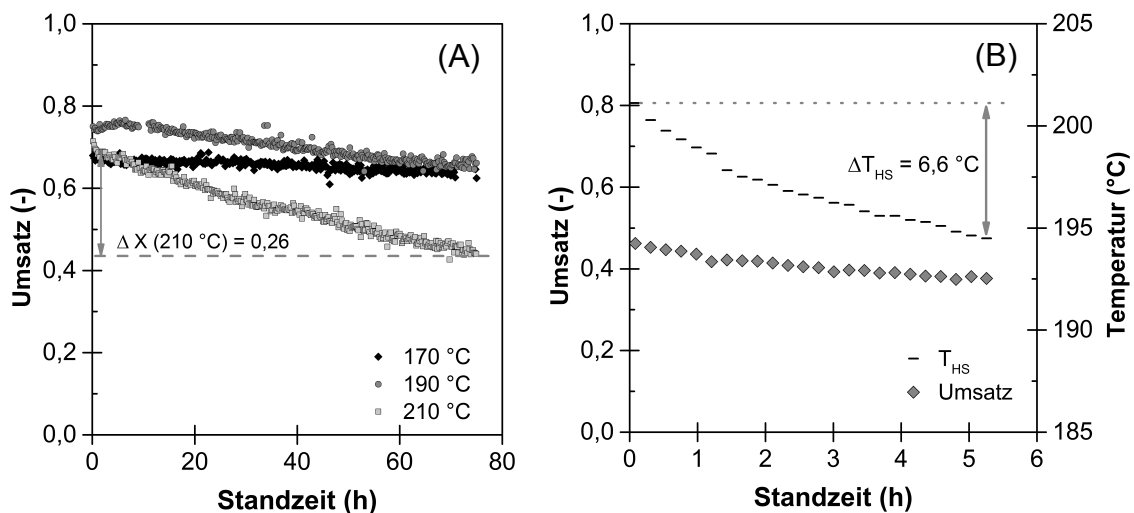 (A)
1,0
0,8
0,6
0,4
0,2
0,0
Umsatz (-)
Δ X (210 °C) = 0,26
170 °C
190 °C
210 °C
0 20 40 60 80
Standzeit (h)
(B)
1,0
0,8
0,6
0,4
0,2
0,0
Umsatz (-)
ΔT_HS = 6,6 °C
T_HS
Umsatz
205
200
195
190
185
Temperatur (°C)
0 1 2 3 4 5 6
Standzeit (h)